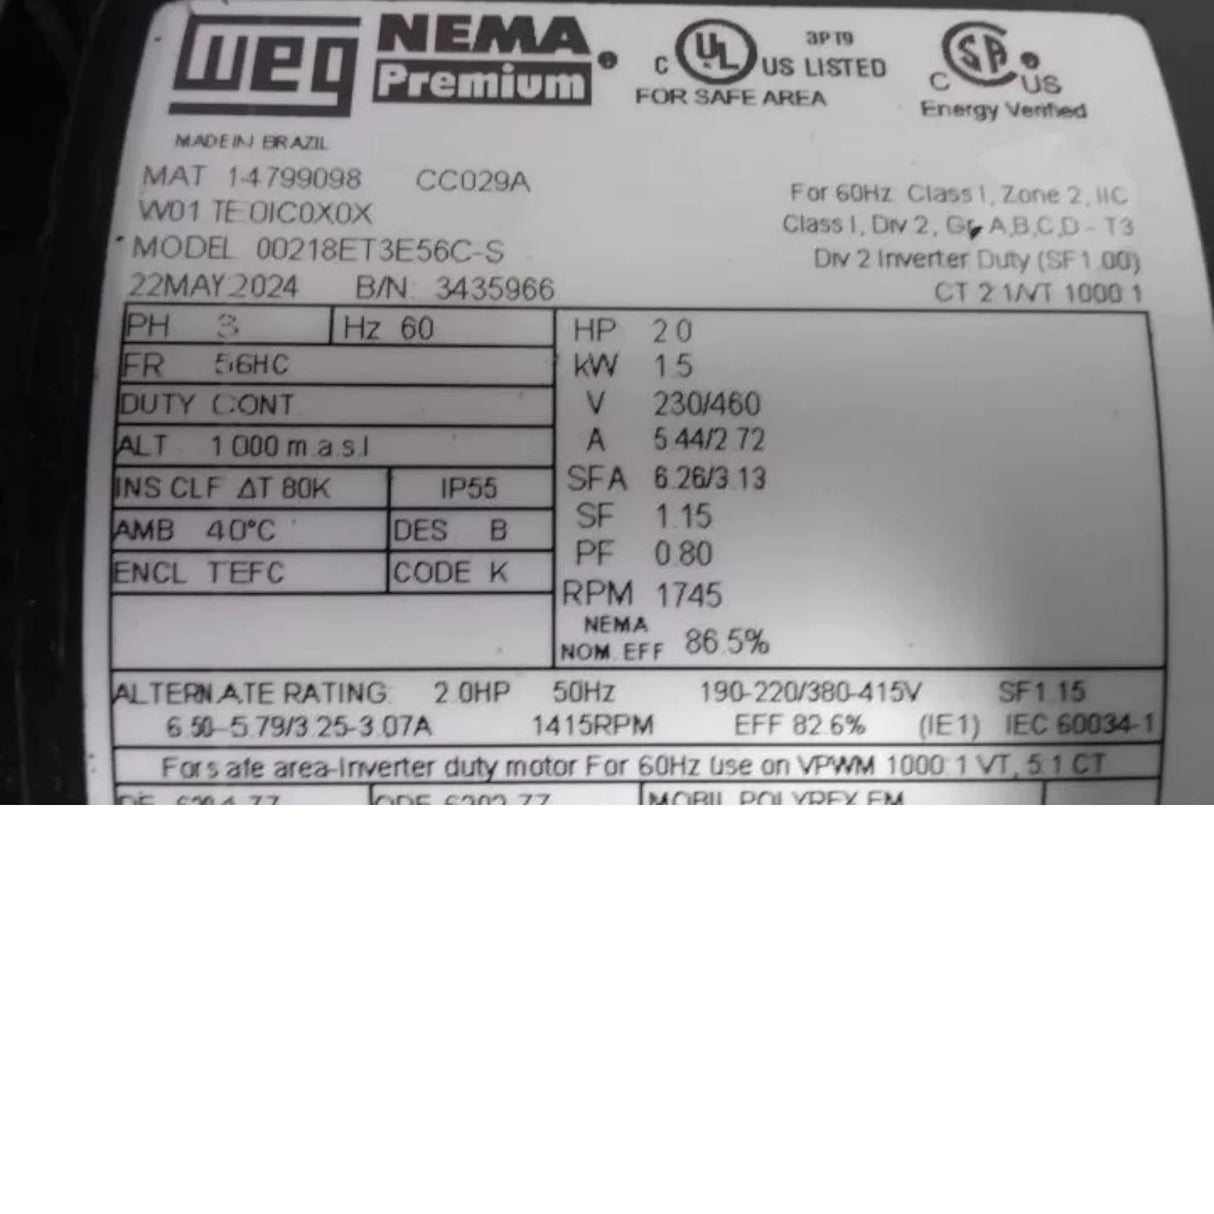 WEG NEMA Premium
C UL US LISTED 3PT9
FOR SAFE AREA
C SA US
Energy Verified
MADE IN BRAZIL
MAT 14799098 CC029A
W01 TE0IC0X0X
MODEL 00218ET3E56C-S
22MAY2024 B/N 3435966
For 60Hz Class I, Zone 2, IIC
Class I, Div 2, Gr A,B,C,D - T3
Div 2 Inverter Duty (SF1.00)
CT 2:1/VT 1000:1
PH 3 Hz 60
FR 56HC
DUTY CONT
ALT 1000 m.a.s.l
INS CL F ΔT 80K IP55
AMB 40°C DES B
ENCL TEFC CODE K
HP 2.0
kW 1.5
V 230/460
A 5.44/2.72
SFA 6.26/3.13
SF 1.15
PF 0.80
RPM 1745
NEMA
NOM. EFF 86.5%
ALTERNATE RATING: 2.0HP 50Hz 190-220/380-415V SF1.15
6.50-5.79/3.25-3.07A 1415RPM EFF 82.6% (IE1) IEC 60034-1
For safe area-Inverter duty motor For 60Hz use on VPWM 1000:1 VT, 5:1 CT
MOBIL POLYREX EM